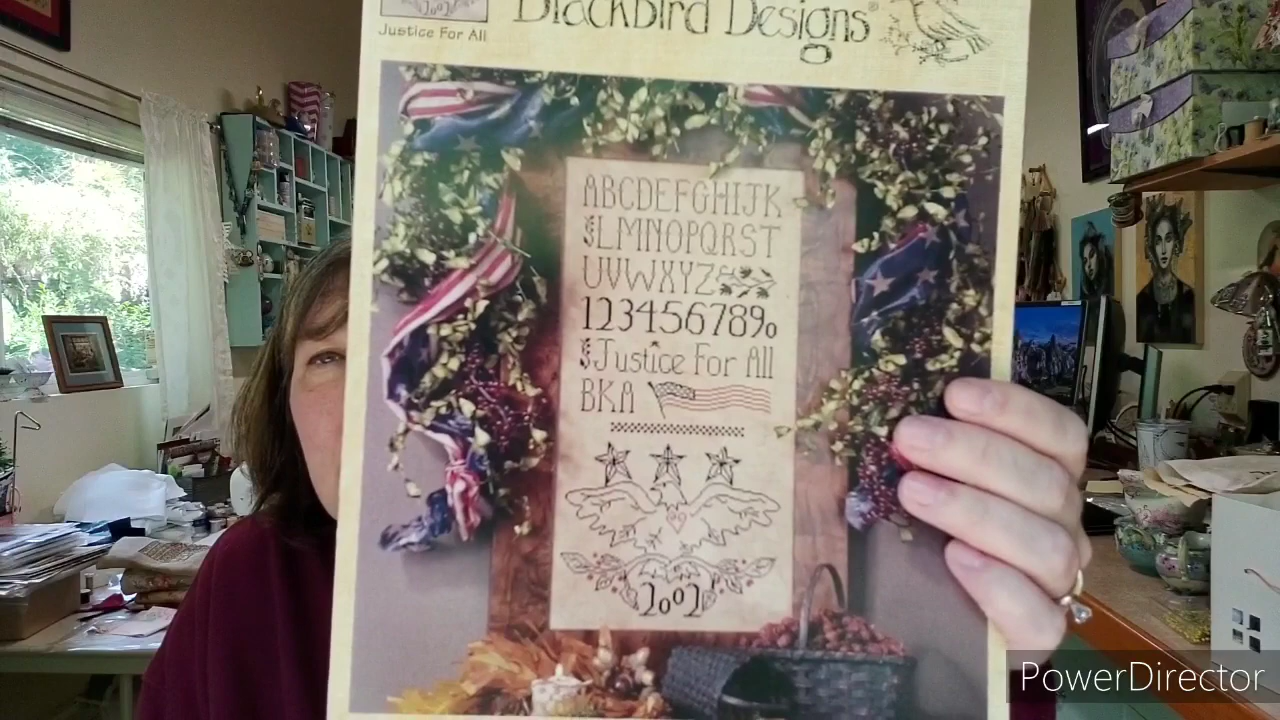 Blackbird Designs®
Justice For All
ABCDEFGHIJK
LMNOPQRST
UVWXYZ
1234567890
Justice For All
BKA
2002
PowerDirector